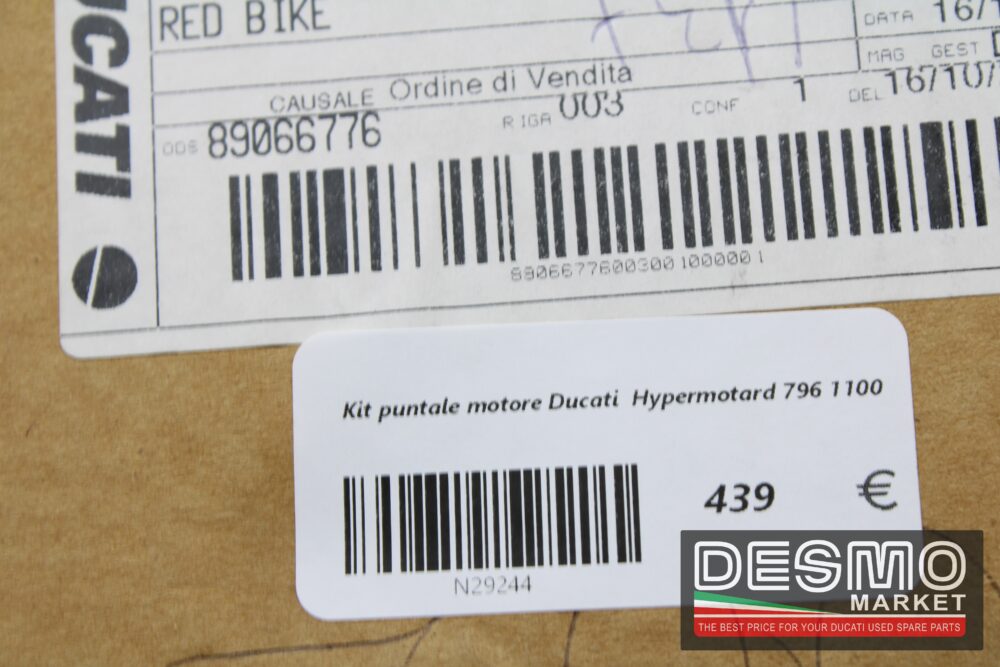 DUCATI
RED BIKE
DATA 16/1
MAG GEST
CAUSALE Ordine di Vendita
ODS 89066776 RIGA 003 CONF 1 DEL 16/10/
89066776003001000001
Kit puntale motore Ducati Hypermotard 796 1100
439 €
N29244
DESMO
MARKET
THE BEST PRICE FOR YOUR DUCATI USED SPARE PARTS